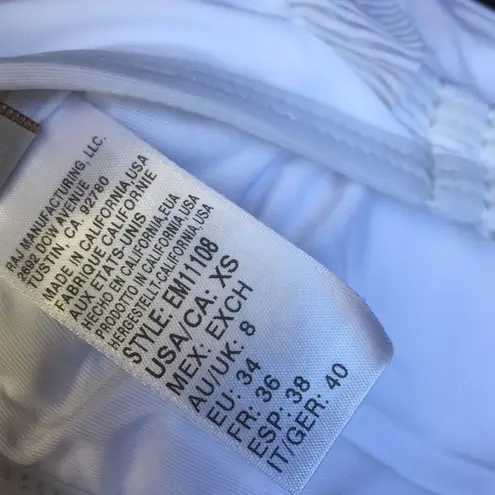 RAJ MANUFACTURING, LLC.
2692 DOW AVENUE
TUSTIN, CA 92780
MADE IN CALIFORNIA,USA
FABRIQUE CALIFORNIE
AUX ETATS-UNIS
HECHO EN CALIFORNIA,EUA
PRODOTTO IN CALIFORNIA,USA
HERGESTELLT-CALIFORNIA,USA
STYLE: EM11108
USA/CA: XS
MEX: EXCH
AU/UK: 8
EU: 34
FR: 36
ESP: 38
IT/GER: 40